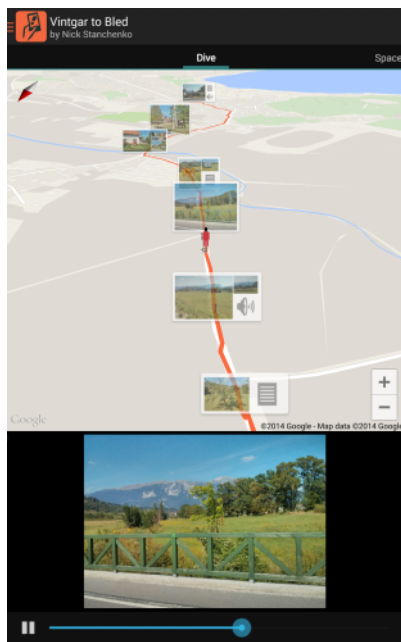 Vintgar to Bled
by Nick Stanchenko
Dive
Space
+
−
Google
©2014 Google - Map data ©2014 Google